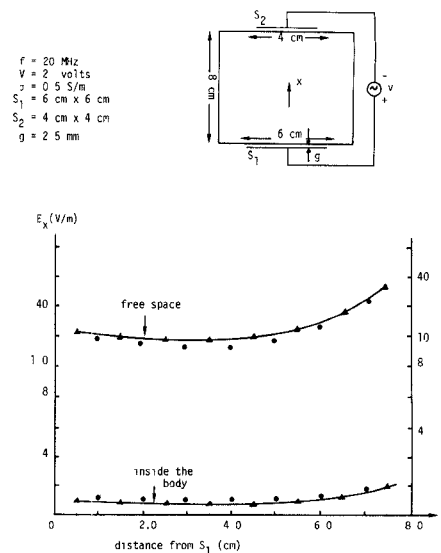 f = 20 MHz
V = 2 volts
σ = 0 5 S/m
S1 = 6 cm x 6 cm
S2 = 4 cm x 4 cm
g = 2 5 mm
S2
4 cm
8 cm
x
- v +
6 cm
S1
g
Ex(V/m)
40
free space
1 0
8
4
inside the
body
40
10
8
4
2.0
4 0
6 0
8 0
distance from S1 (cm)